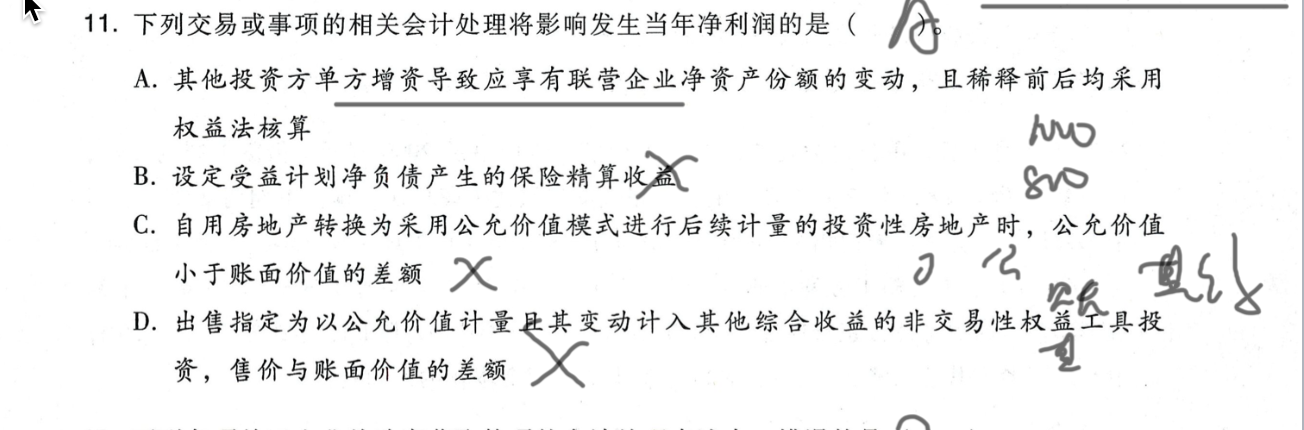 11. 下列交易或事项的相关会计处理将影响发生当年净利润的是（ A ）。
A. 其他投资方单方增资导致应享有联营企业净资产份额的变动，且稀释前后均采用
权益法核算
1000
B. 设定受益计划净负债产生的保险精算收益
800
C. 自用房地产转换为采用公允价值模式进行后续计量的投资性房地产时，公允价值
小于账面价值的差额
D. 出售指定为以公允价值计量且其变动计入其他综合收益的非交易性权益工具投
资，售价与账面价值的差额